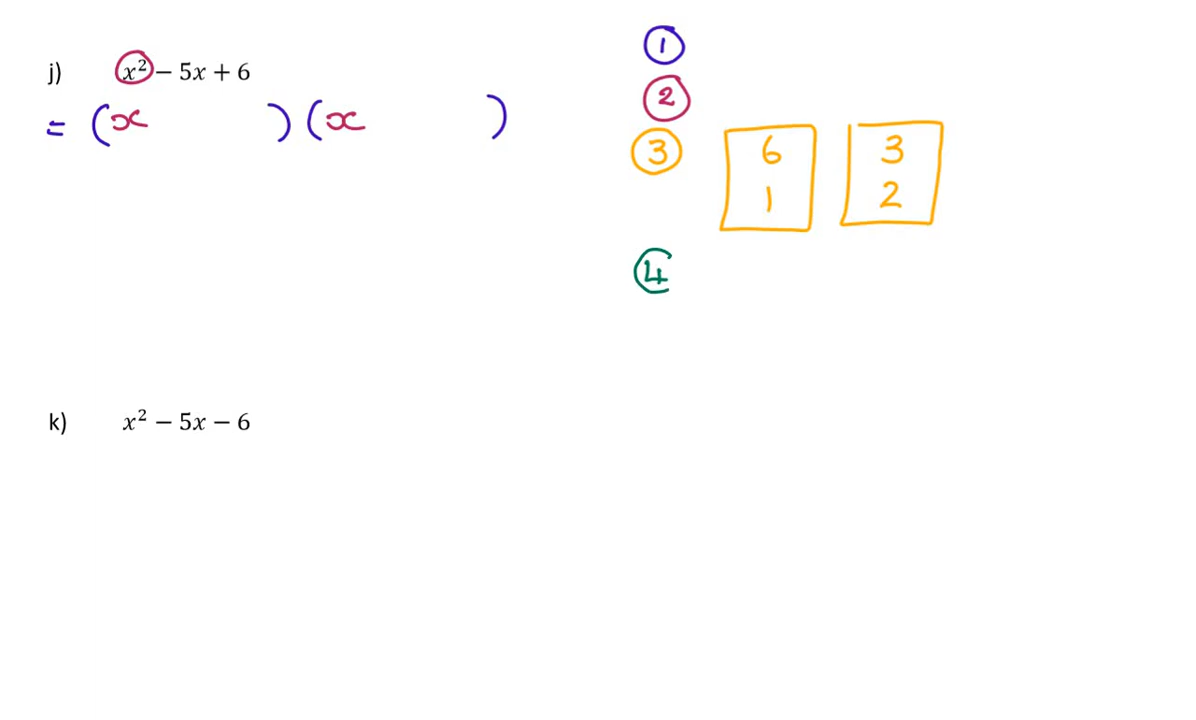 j) x² − 5x + 6
= (x ) (x )
1
2
3
6 3
1 2
4
k) x² − 5x − 6